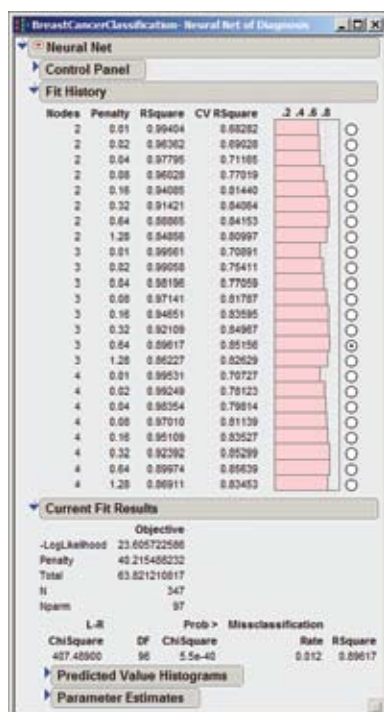 BreastCancerClassification- Neural Net of Diagnosis
Neural Net
Control Panel
Fit History
Nodes Penalty RSquare CV RSquare .2 .4 .6 .8
2 0.01 0.99404 0.68282
2 0.02 0.98362 0.69028
2 0.04 0.97795 0.71165
2 0.08 0.96028 0.77019
2 0.16 0.94085 0.81440
2 0.32 0.91421 0.84064
2 0.64 0.88865 0.84153
2 1.28 0.84856 0.80997
3 0.01 0.99561 0.70891
3 0.02 0.99058 0.75411
3 0.04 0.98196 0.77059
3 0.08 0.97141 0.81787
3 0.16 0.94651 0.83595
3 0.32 0.92109 0.84967
3 0.64 0.89617 0.85156
3 1.28 0.86227 0.82629
4 0.01 0.99531 0.70727
4 0.02 0.99249 0.78123
4 0.04 0.98354 0.79814
4 0.08 0.97010 0.81139
4 0.16 0.95109 0.83527
4 0.32 0.92392 0.85299
4 0.64 0.89974 0.85639
4 1.28 0.86911 0.83453
Current Fit Results
Objective
-LogLikelihood 23.605722586
Penalty 40.215488232
Total 63.821210817
N 347
Nparm 97
L-R Prob > Missclassification
ChiSquare DF ChiSquare Rate RSquare
407.48900 96 5.5e-40 0.012 0.89617
Predicted Value Histograms
Parameter Estimates